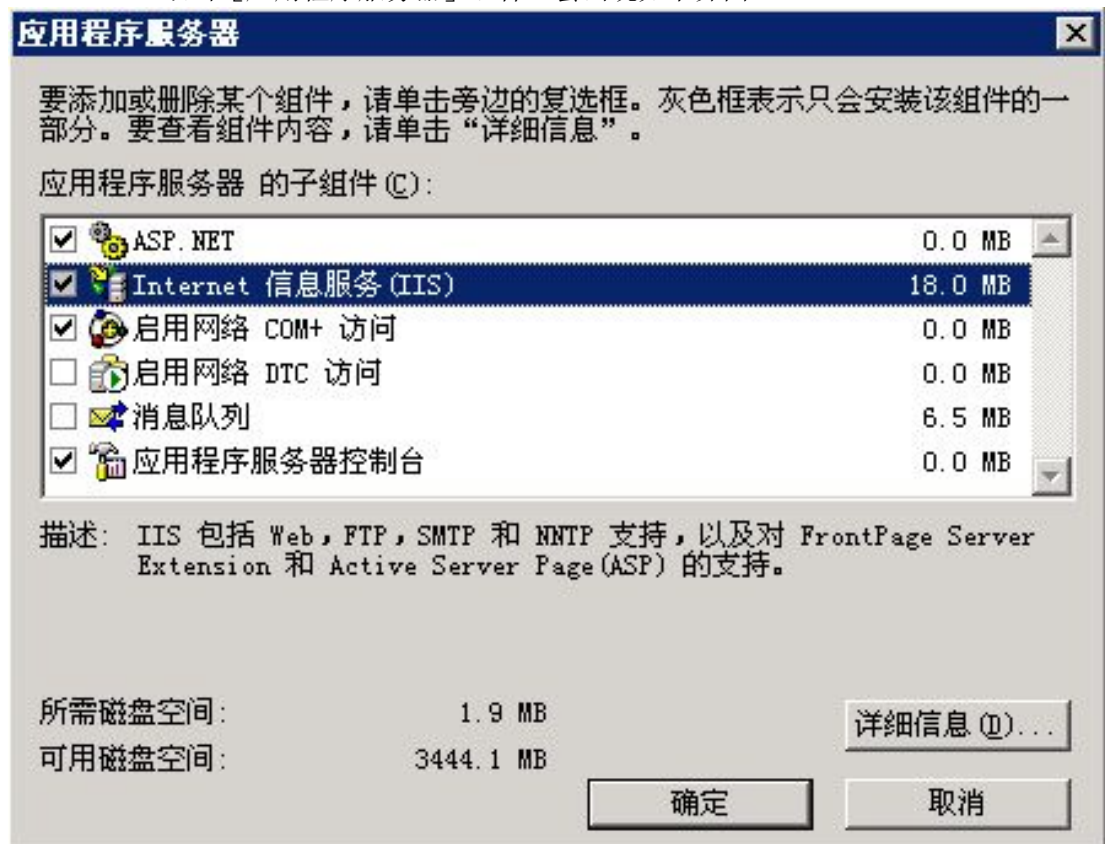 应用程序服务器
要添加或删除某个组件，请单击旁边的复选框。灰色框表示只会安装该组件的一
部分。要查看组件内容，请单击“详细信息”。
应用程序服务器 的子组件(C):
ASP.NET 0.0 MB
Internet 信息服务(IIS) 18.0 MB
启用网络 COM+ 访问 0.0 MB
启用网络 DTC 访问 0.0 MB
消息队列 6.5 MB
应用程序服务器控制台 0.0 MB
描述: IIS 包括 Web，FTP，SMTP 和 NNTP 支持，以及对 FrontPage Server
Extension 和 Active Server Page(ASP) 的支持。
所需磁盘空间: 1.9 MB
详细信息(D)...
可用磁盘空间: 3444.1 MB
确定 取消